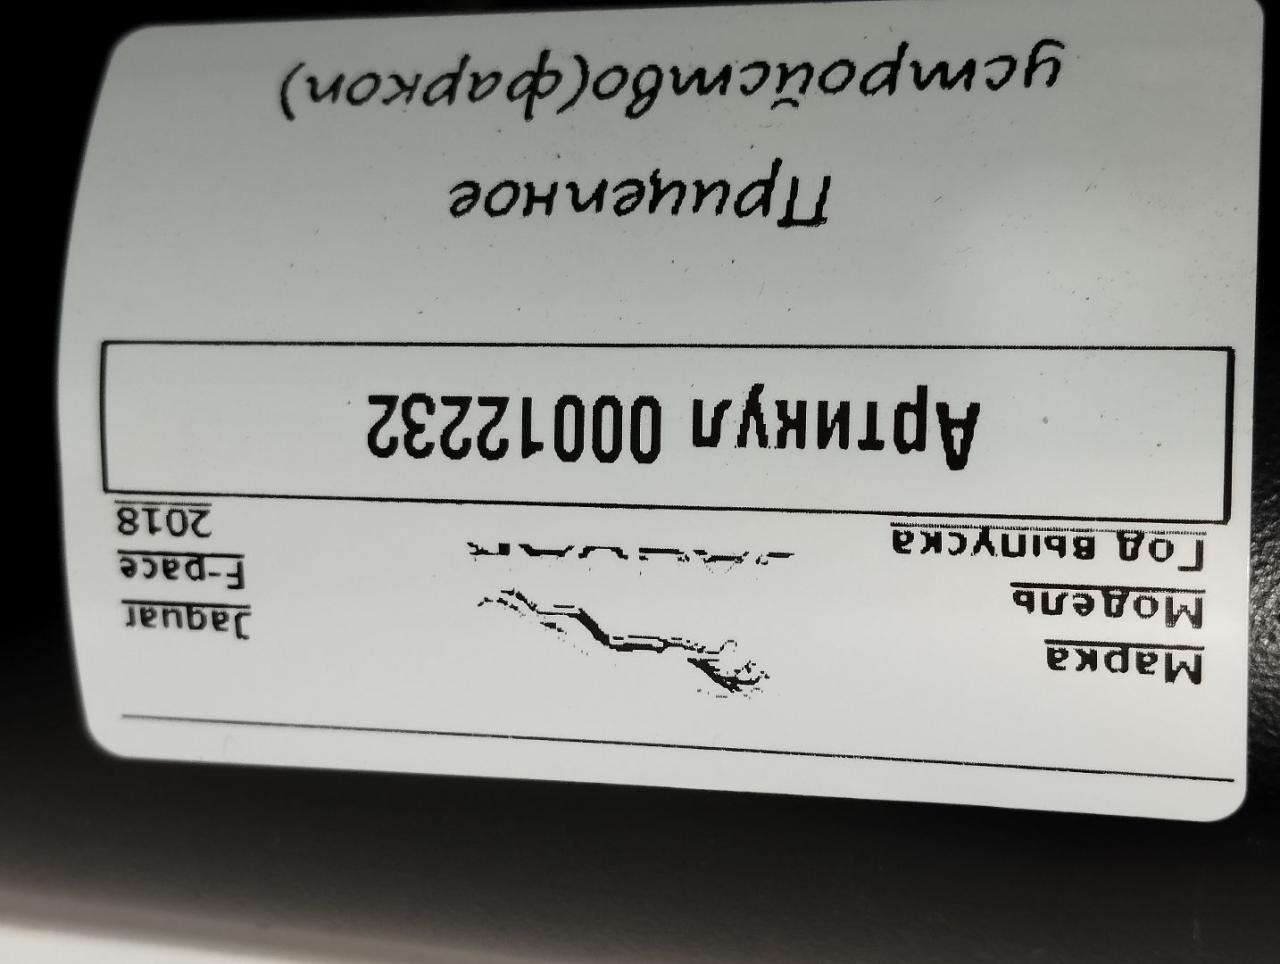 Марка Jaguar
Модель E-pace
Год выпуска 2018
Артикул 00012232
Прицепное
устройство(фаркоп)